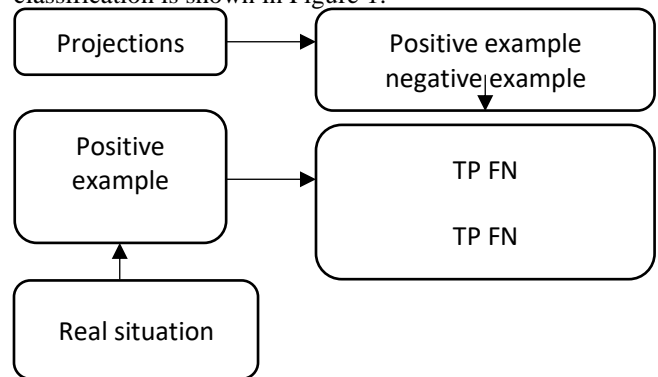 classification is shown in Figure 1.
Projections
Positive example
negative example
Positive
example
TP FN
TP FN
Real situation